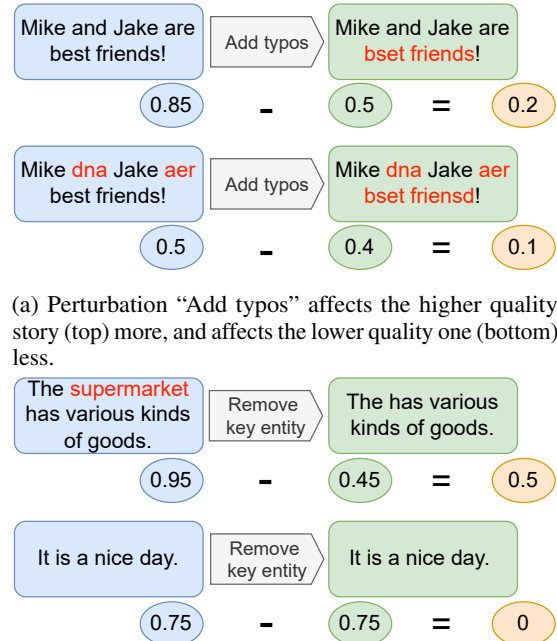 Mike and Jake are
best friends!
Add typos
Mike and Jake are
bset friends!
0.85 - 0.5 = 0.2
Mike dna Jake aer
best friends!
Add typos
Mike dna Jake aer
bset friensd!
0.5 - 0.4 = 0.1
(a) Perturbation “Add typos” affects the higher quality
story (top) more, and affects the lower quality one (bottom)
less.
The supermarket
has various kinds
of goods.
Remove
key entity
The has various
kinds of goods.
0.95 - 0.45 = 0.5
It is a nice day.
Remove
key entity
It is a nice day.
0.75 - 0.75 = 0